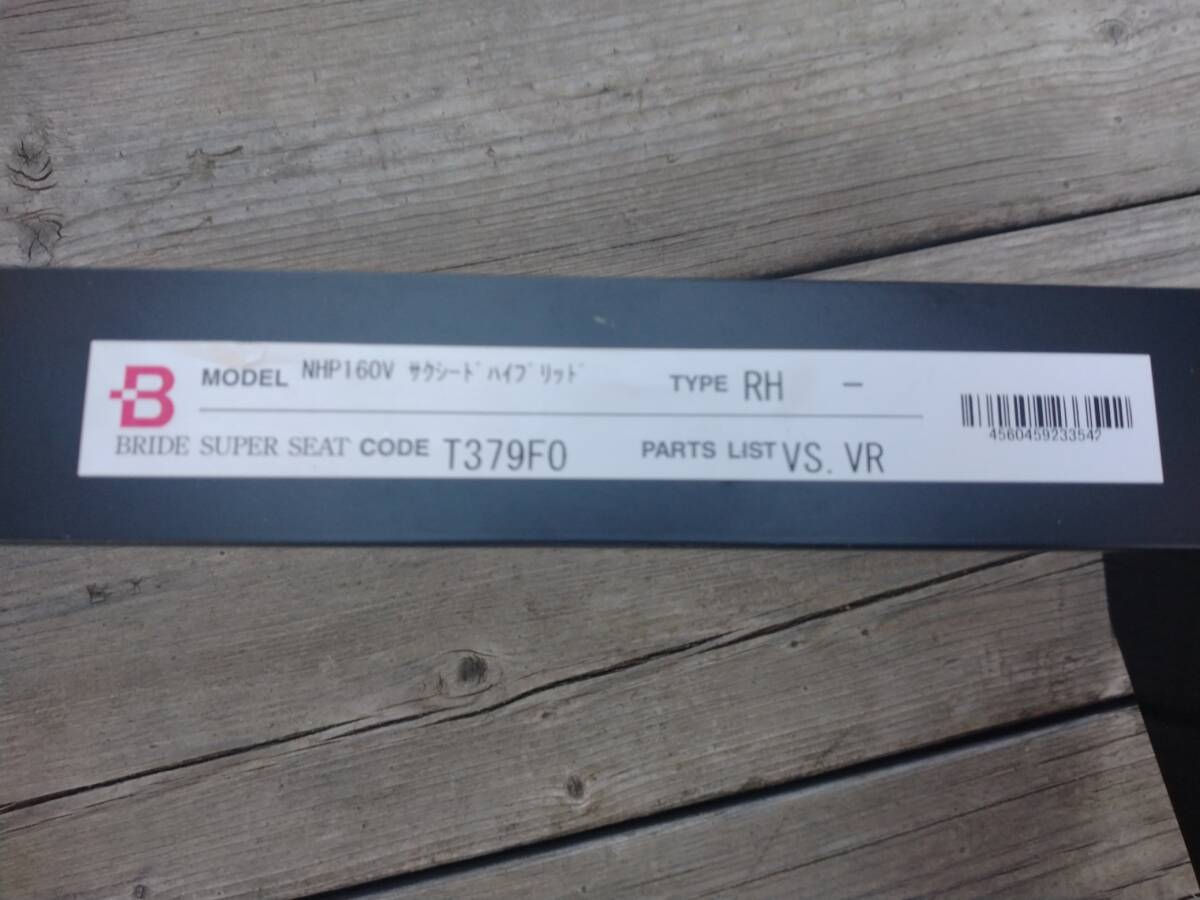 B
MODEL NHP160V ｻｸｼｰﾄﾞﾊｲﾌﾞﾘｯﾄﾞ TYPE RH -
BRIDE SUPER SEAT CODE T379F0 PARTS LIST VS. VR
4560459233542